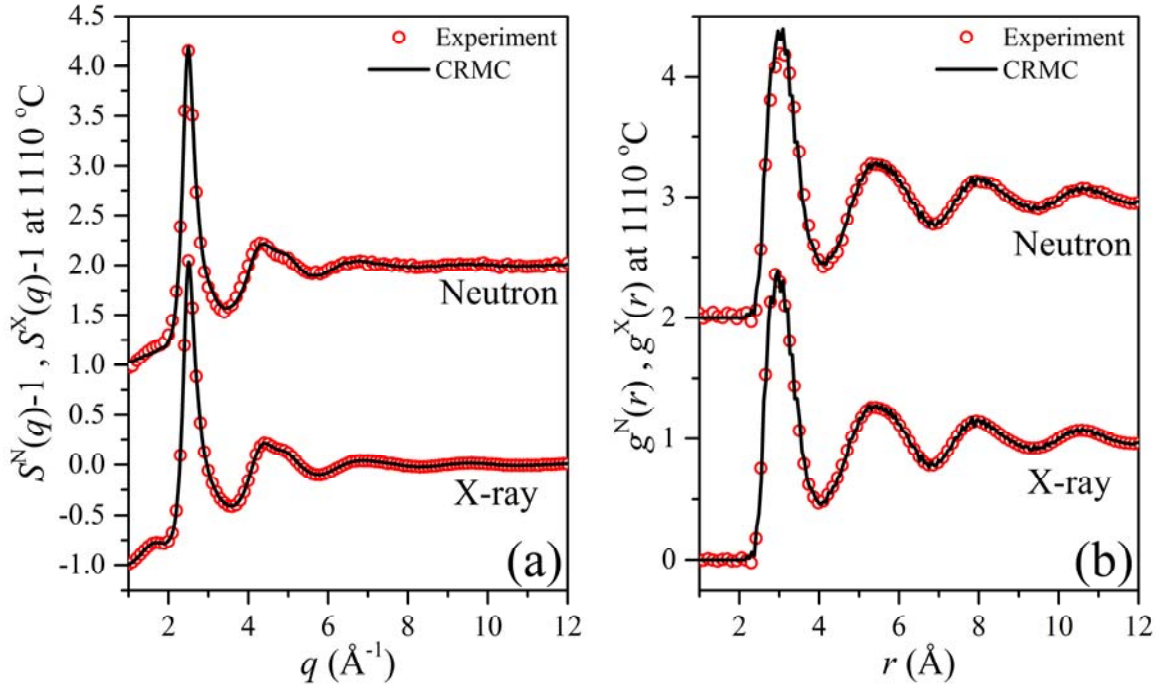 S^N(q)-1 , S^X(q)-1 at 1110 °C
4.5
4.0
3.5
3.0
2.5
2.0
1.5
1.0
0.5
0.0
-0.5
-1.0
Experiment
CRMC
Neutron
X-ray
(a)
2 4 6 8 10 12
q (Å⁻¹)
g^N(r) , g^X(r) at 1110 °C
4
3
2
1
0
Experiment
CRMC
Neutron
X-ray
(b)
2 4 6 8 10 12
r (Å)